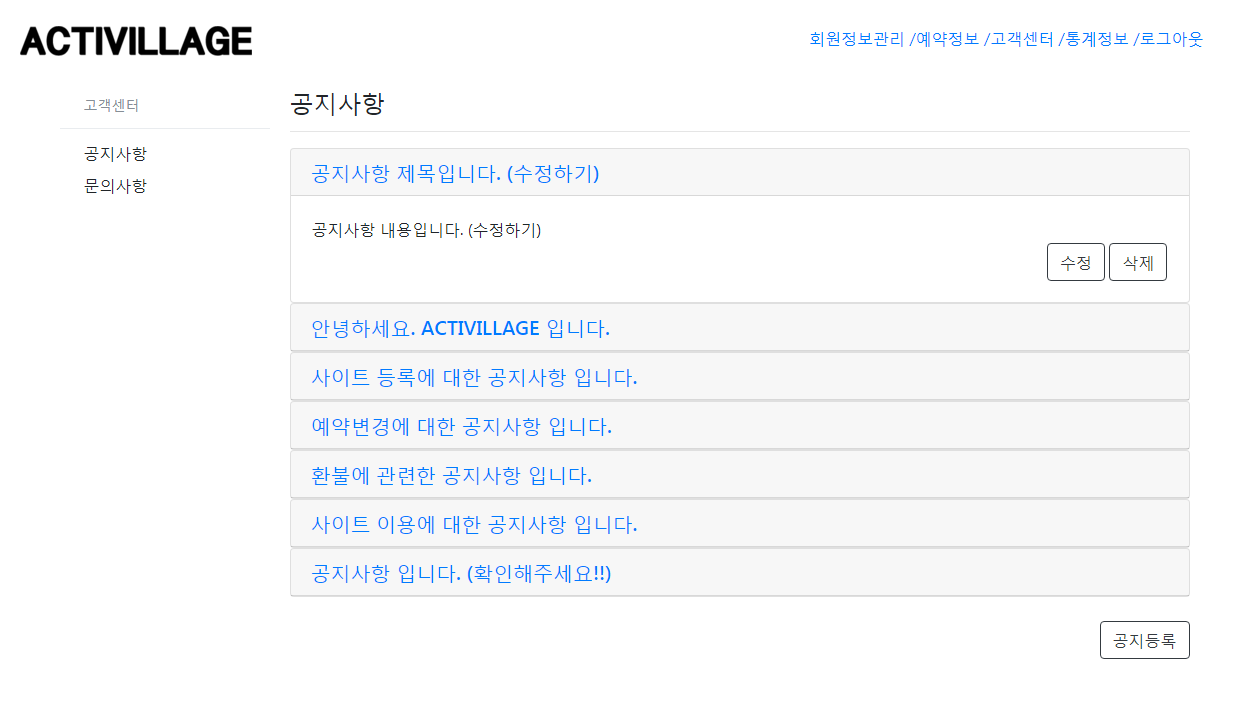 ACTIVILLAGE
회원정보관리 /예약정보 /고객센터 /통계정보 /로그아웃
고객센터
공지사항
문의사항
공지사항
공지사항 제목입니다. (수정하기)
공지사항 내용입니다. (수정하기)
수정 삭제
안녕하세요. ACTIVILLAGE 입니다.
사이트 등록에 대한 공지사항 입니다.
예약변경에 대한 공지사항 입니다.
환불에 관련한 공지사항 입니다.
사이트 이용에 대한 공지사항 입니다.
공지사항 입니다. (확인해주세요!!)
공지등록